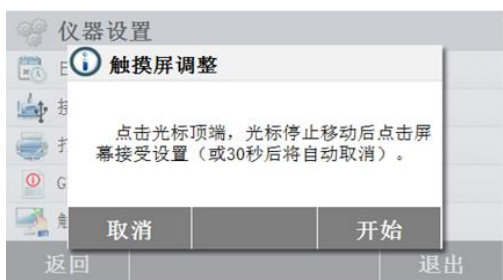 仪器设置
触摸屏调整
点击光标顶端，光标停止移动后点击屏
幕接受设置（或30秒后将自动取消）。
取消
开始
返回
退出